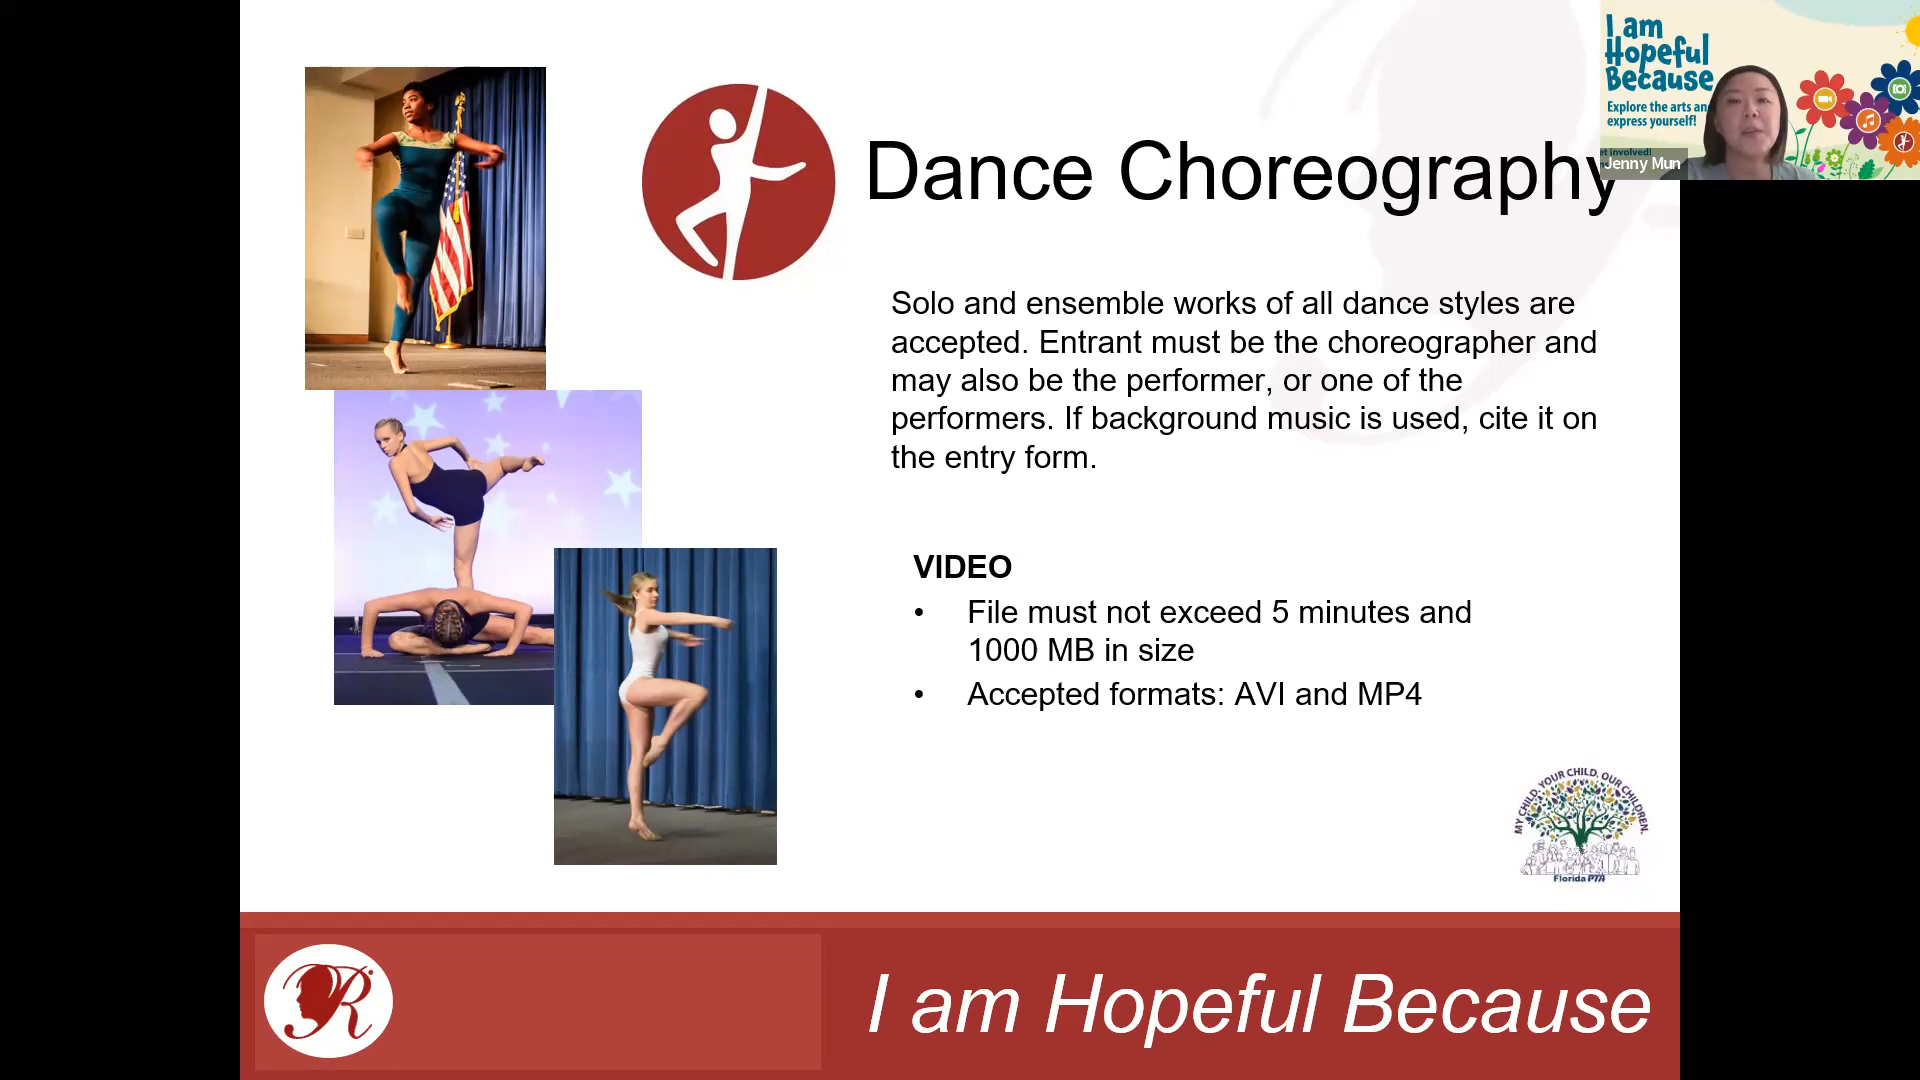 Dance Choreography
Solo and ensemble works of all dance styles are
accepted. Entrant must be the choreographer and
may also be the performer, or one of the
performers. If background music is used, cite it on
the entry form.
VIDEO
• File must not exceed 5 minutes and
1000 MB in size
• Accepted formats: AVI and MP4
MY CHILD, YOUR CHILD, OUR CHILDREN.
Florida PTA
R
I am Hopeful Because
I am
Hopeful
Because
Explore the arts
express yourself!
involved!
Jenny Mun